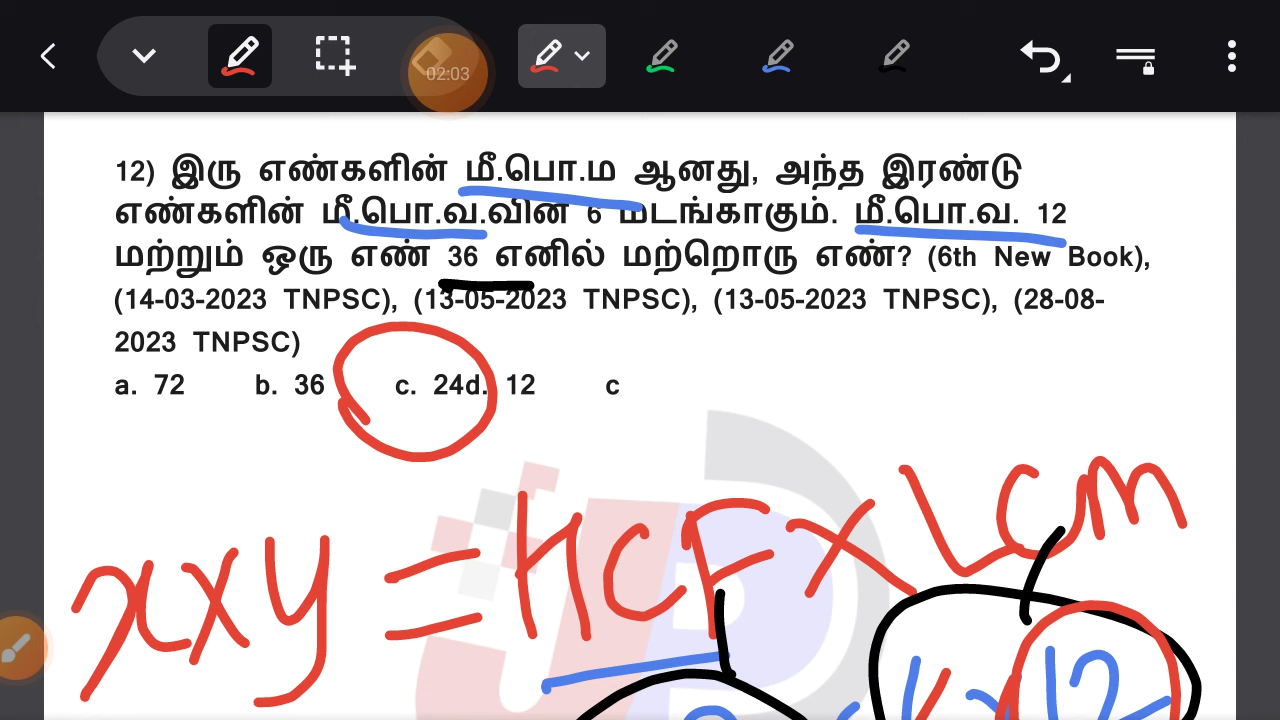 02:03
12) இரு எண்களின் மீ.பொ.ம ஆனது, அந்த இரண்டு
எண்களின் மீ.பொ.வ.வின் 6 மடங்காகும். மீ.பொ.வ. 12
மற்றும் ஒரு எண் 36 எனில் மற்றொரு எண்? (6th New Book),
(14-03-2023 TNPSC), (13-05-2023 TNPSC), (13-05-2023 TNPSC), (28-08-
2023 TNPSC)
a. 72 b. 36 c. 24d. 12 c
x x y = HCF x Lcm
12